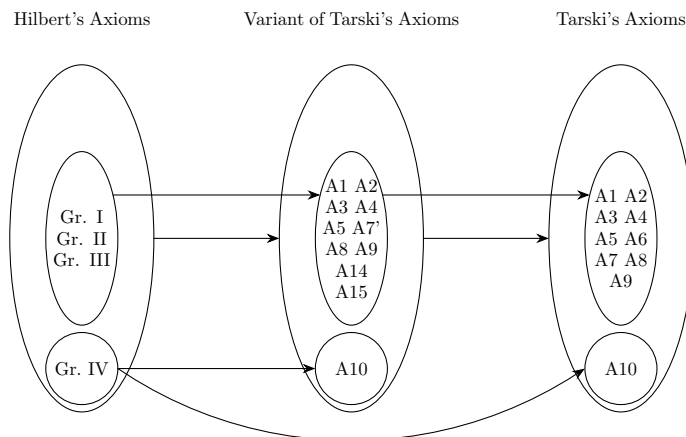 Hilbert's Axioms
Variant of Tarski's Axioms
Tarski's Axioms
Gr. I
Gr. II
Gr. III
Gr. IV
A1 A2
A3 A4
A5 A7'
A8 A9
A14
A15
A10
A1 A2
A3 A4
A5 A6
A7 A8
A9
A10